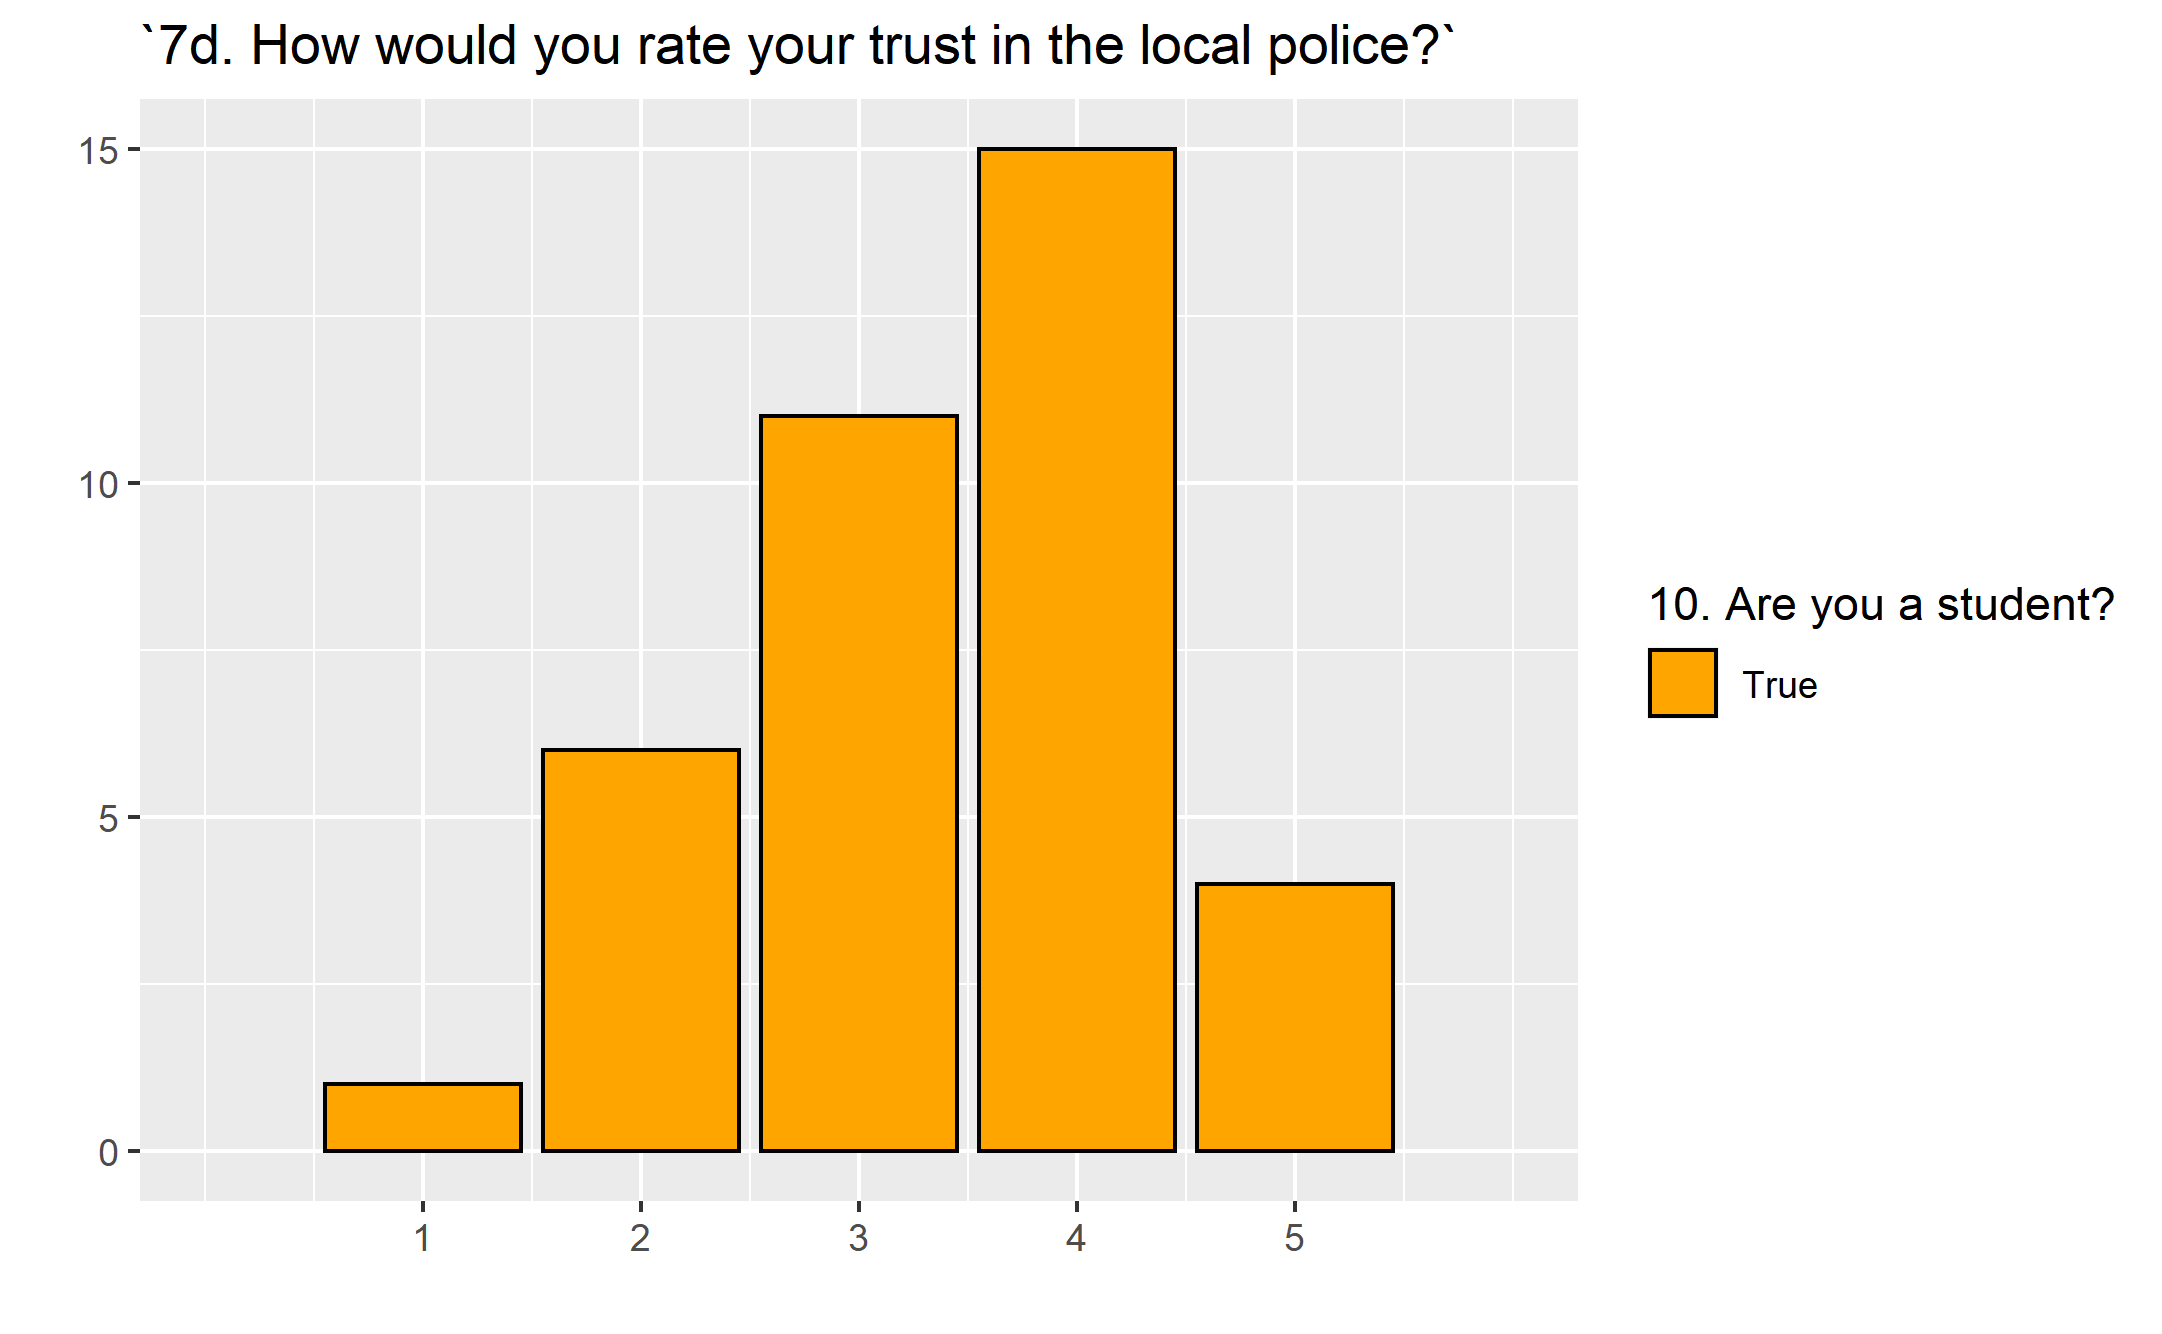 `7d. How would you rate your trust in the local police?`
15
10
5
0
1 2 3 4 5
10. Are you a student?
True